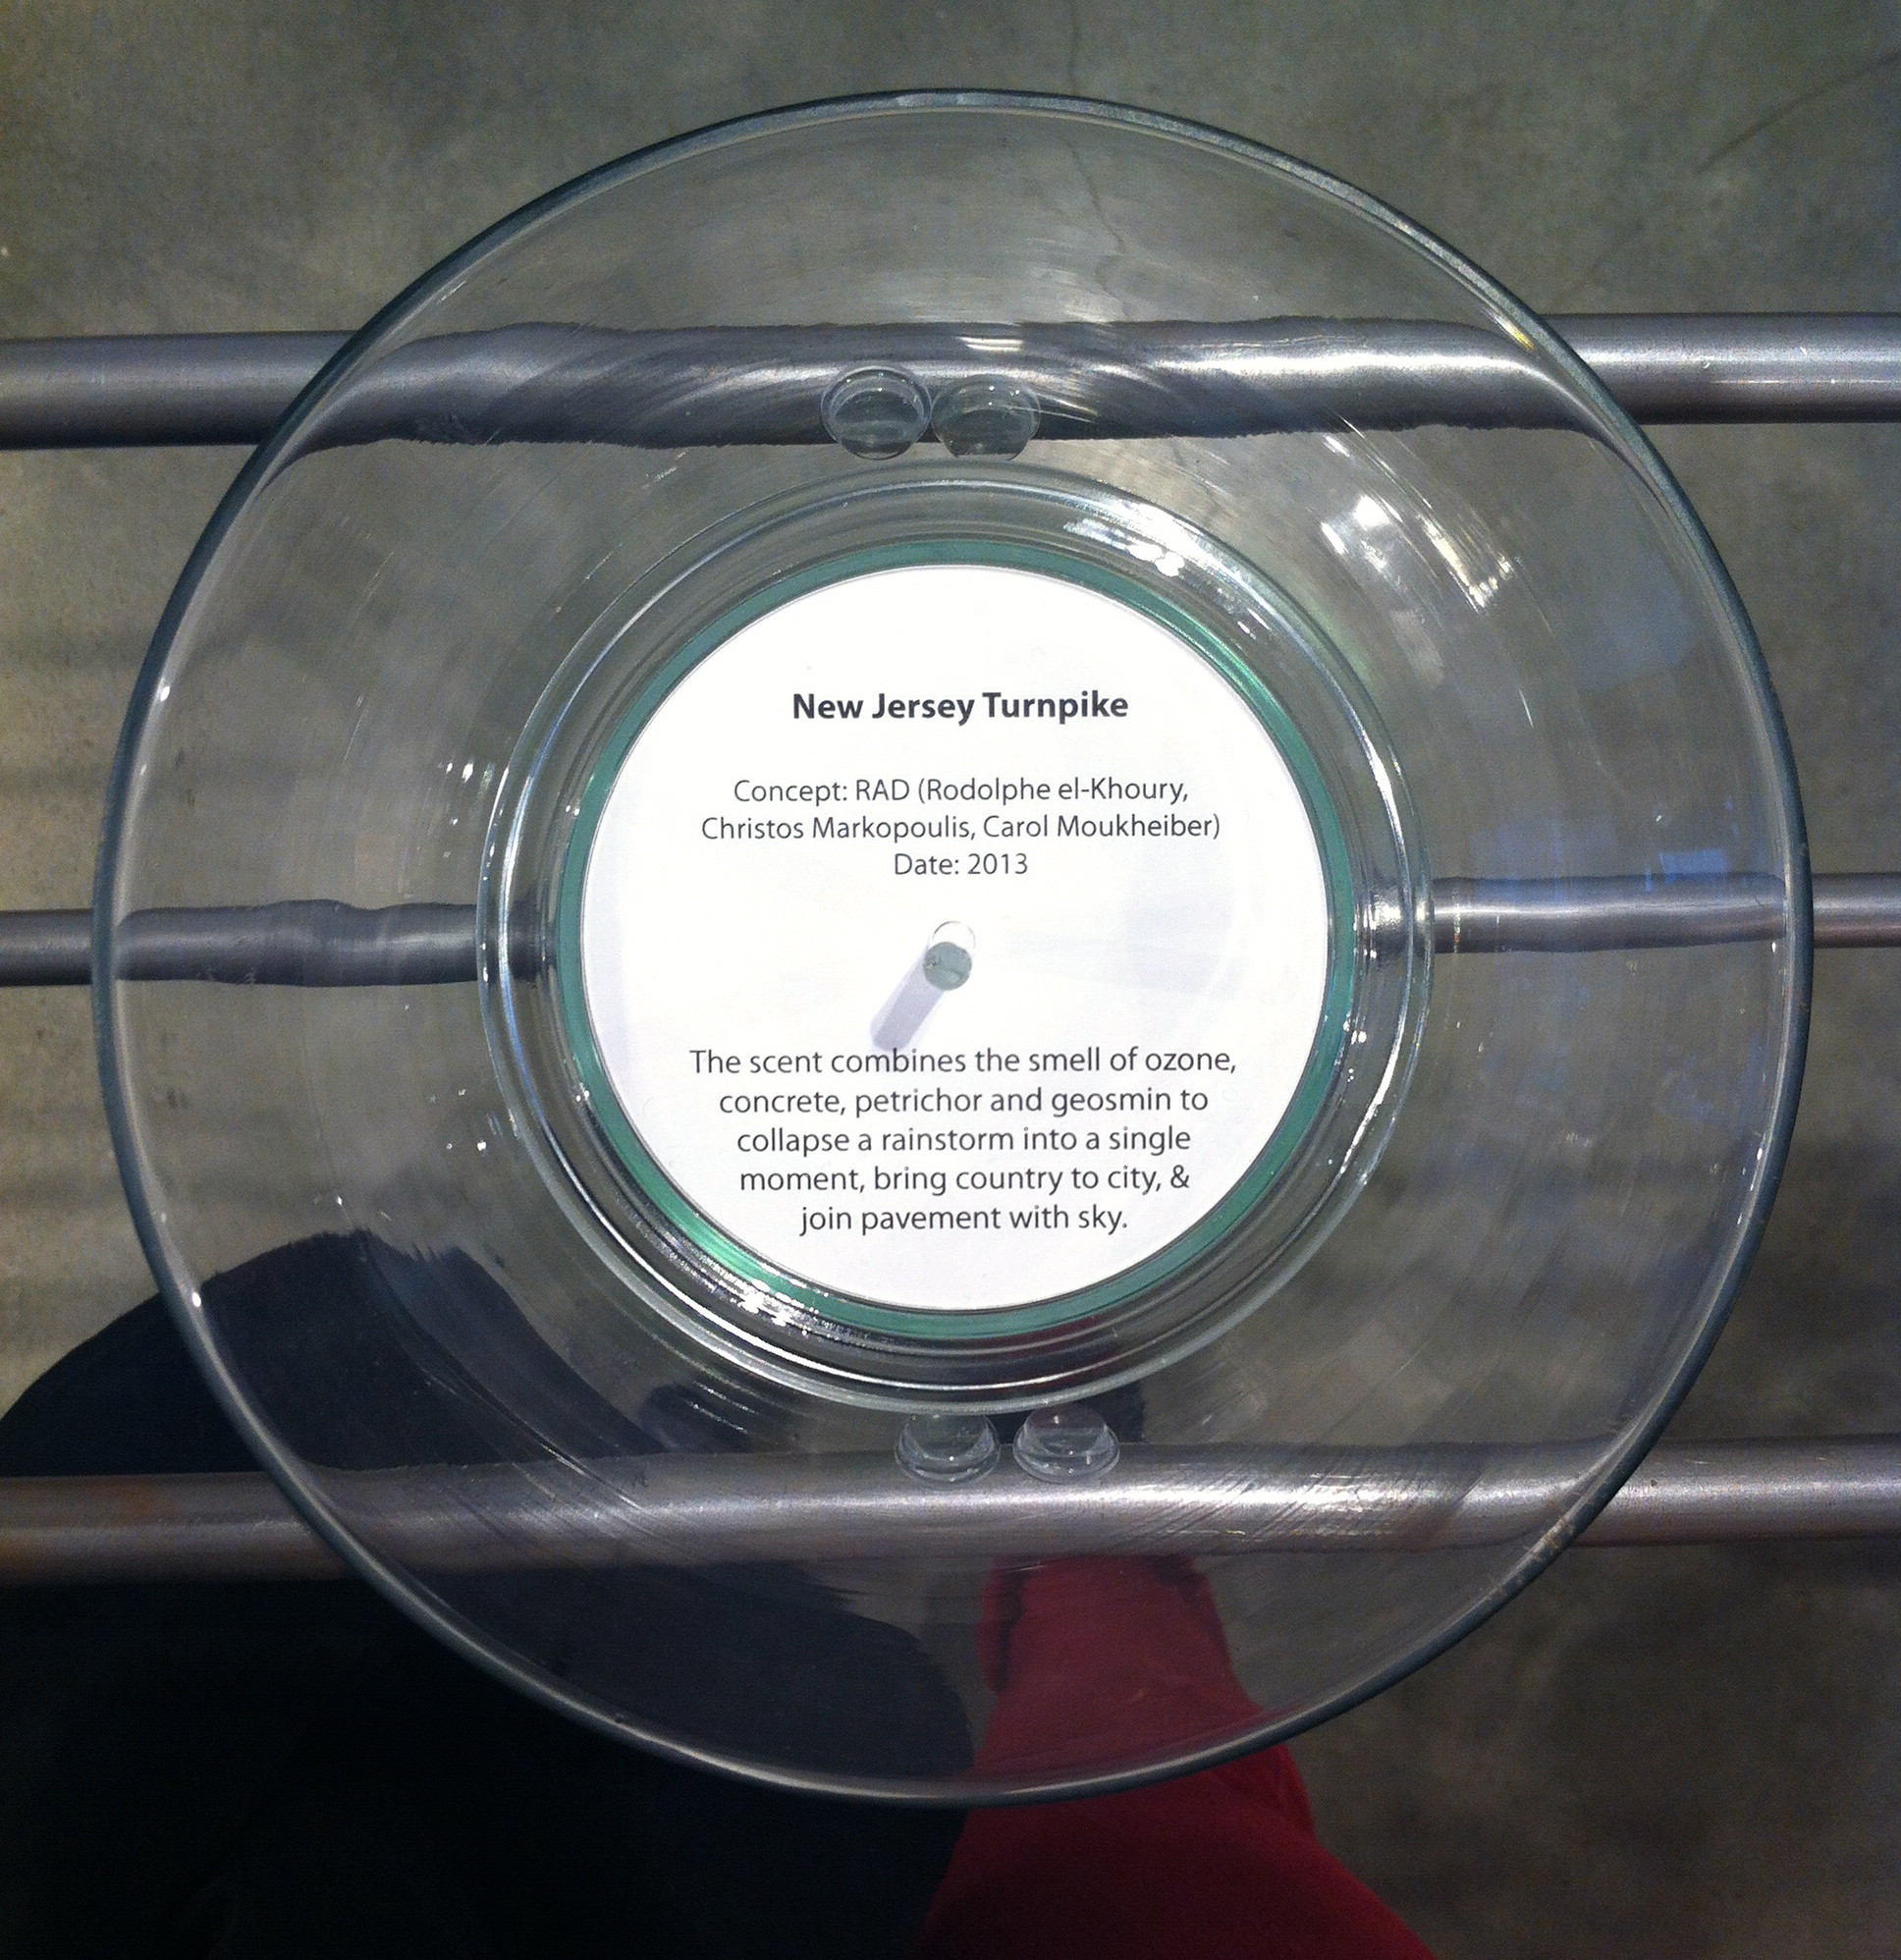 New Jersey Turnpike
Concept: RAD (Rodolphe el-Khoury,
Christos Markopoulis, Carol Moukheiber)
Date: 2013
The scent combines the smell of ozone,
concrete, petrichor and geosmin to
collapse a rainstorm into a single
moment, bring country to city, &
join pavement with sky.